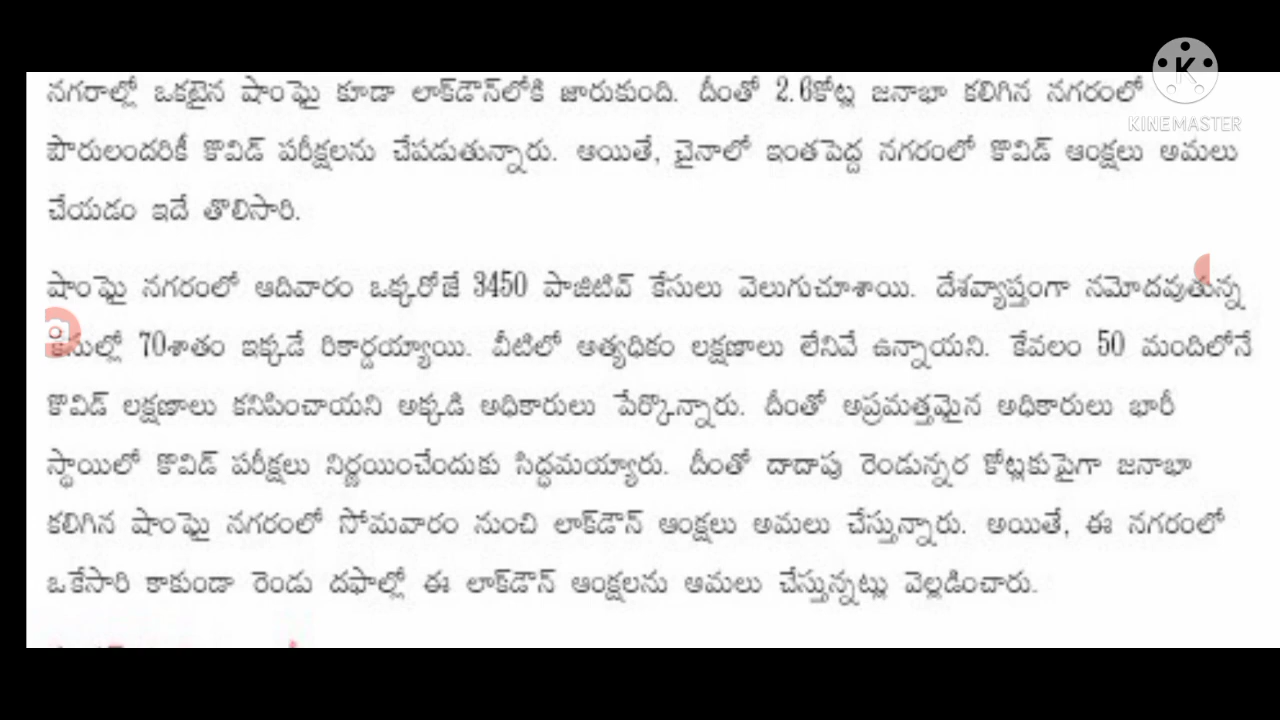 నగరాల్లో ఒకటైన షాంఘై కూడా లాక్‌డౌన్‌లోకి జారుకుంది. దీంతో 2.6కోట్ల జనాభా కలిగిన నగరంలో
KINEMASTER
పౌరులందరికీ కొవిడ్ పరీక్షలను చేపడుతున్నారు. అయితే, చైనాలో ఇంతపెద్ద నగరంలో కొవిడ్ ఆంక్షలు అమలు
చేయడం ఇదే తొలిసారి.
షాంఘై నగరంలో ఆదివారం ఒక్కరోజే 3450 పాజిటివ్ కేసులు వెలుగుచూశాయి. దేశవ్యాప్తంగా నమోదవుతున్న
కేసుల్లో 70శాతం ఇక్కడే రికార్డయ్యాయి. వీటిలో అత్యధికం లక్షణాలు లేనివే ఉన్నాయని. కేవలం 50 మందిలోనే
కొవిడ్ లక్షణాలు కనిపించాయని అక్కడి అధికారులు పేర్కొన్నారు. దీంతో అప్రమత్తమైన అధికారులు భారీ
స్థాయిలో కొవిడ్ పరీక్షలు నిర్ణయించేందుకు సిద్ధమయ్యారు. దీంతో దాదాపు రెండున్నర కోట్లకుపైగా జనాభా
కలిగిన షాంఘై నగరంలో సోమవారం నుంచి లాక్‌డౌన్ ఆంక్షలు అమలు చేస్తున్నారు. అయితే, ఈ నగరంలో
ఒకేసారి కాకుండా రెండు దఫాల్లో ఈ లాక్‌డౌన్ ఆంక్షలను అమలు చేస్తున్నట్లు వెల్లడించారు.